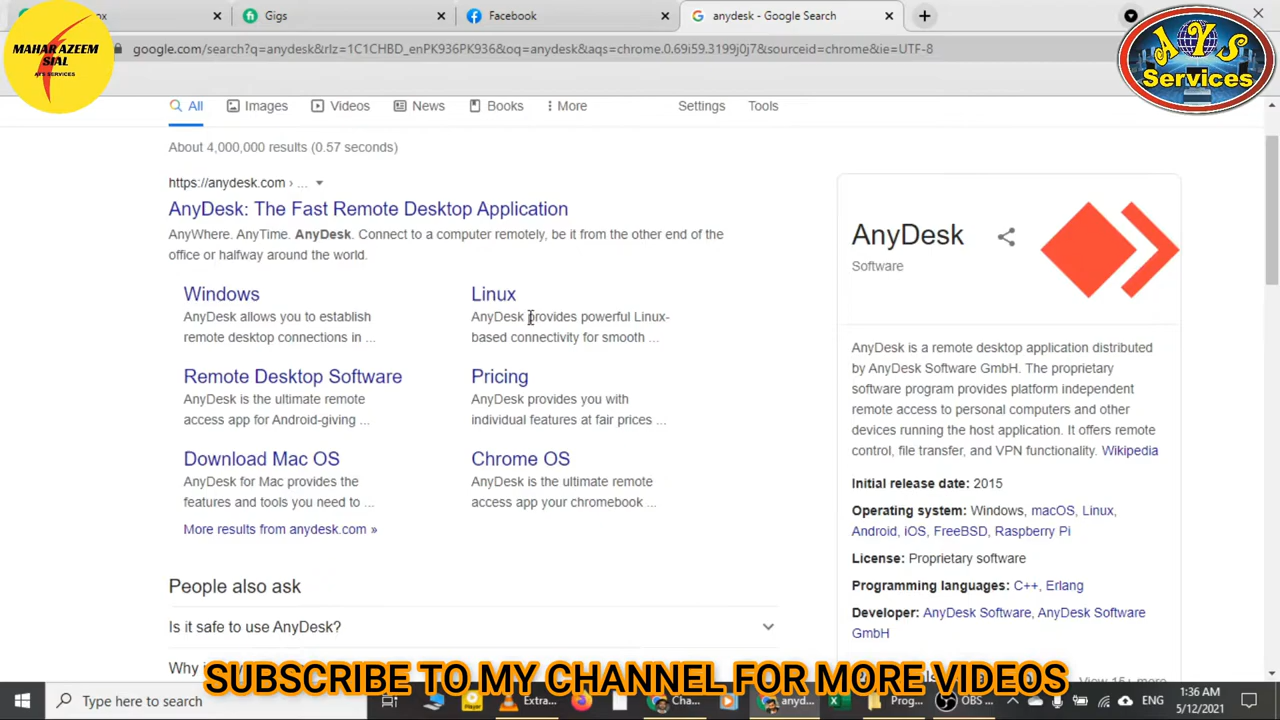 ox
Gigs
Facebook
anydesk - Google Search
MAHAR AZEEM
SIAL
AYS SERVICES
google.com/search?q=anydesk&rlz=1C1CHBD_enPK936PK936&oq=anydesk&aqs=chrome.0.69i59.3199j0j7&sourceid=chrome&ie=UTF-8
AYS
Services
All
Images
Videos
News
Books
More
Settings
Tools
About 4,000,000 results (0.57 seconds)
https://anydesk.com › ...
AnyDesk: The Fast Remote Desktop Application
AnyWhere. AnyTime. AnyDesk. Connect to a computer remotely, be it from the other end of the
office or halfway around the world.
Windows
AnyDesk allows you to establish
remote desktop connections in ...
Linux
AnyDesk provides powerful Linux-
based connectivity for smooth ...
Remote Desktop Software
AnyDesk is the ultimate remote
access app for Android-giving ...
Pricing
AnyDesk provides you with
individual features at fair prices ...
Download Mac OS
AnyDesk for Mac provides the
features and tools you need to ...
Chrome OS
AnyDesk is the ultimate remote
access app your chromebook ...
More results from anydesk.com »
People also ask
Is it safe to use AnyDesk?
AnyDesk
Software
AnyDesk is a remote desktop application distributed
by AnyDesk Software GmbH. The proprietary
software program provides platform independent
remote access to personal computers and other
devices running the host application. It offers remote
control, file transfer, and VPN functionality. Wikipedia
Initial release date: 2015
Operating system: Windows, macOS, Linux,
Android, iOS, FreeBSD, Raspberry Pi
License: Proprietary software
Programming languages: C++, Erlang
Developer: AnyDesk Software, AnyDesk Software
GmbH
SUBSCRIBE TO MY CHANNEL FOR MORE VIDEOS
Type here to search
Extra...
Cha...
anyd...
Prog...
OBS ...
ENG
1:36 AM
5/12/2021